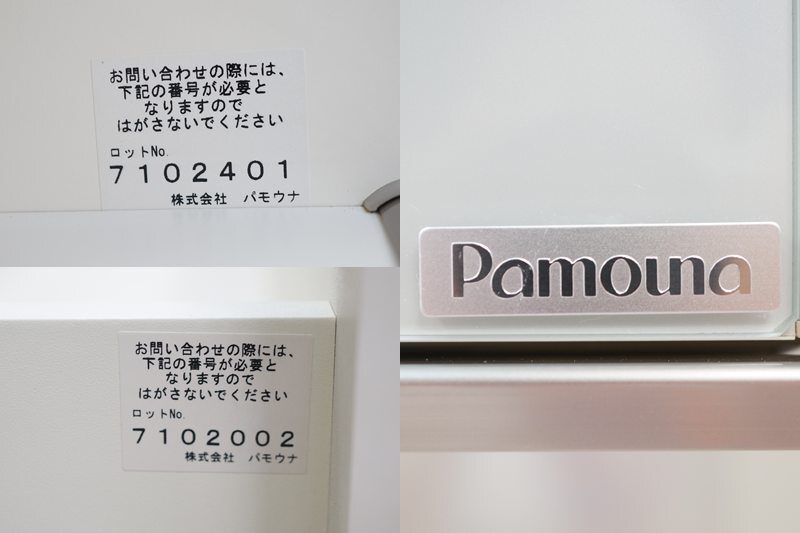 お問い合わせの際には、
下記の番号が必要と
なりますので
はがさないでください
ロットNo.
7102401
株式会社 パモウナ
お問い合わせの際には、
下記の番号が必要と
なりますので
はがさないでください
ロットNo.
7102002
株式会社 パモウナ
Pamouna